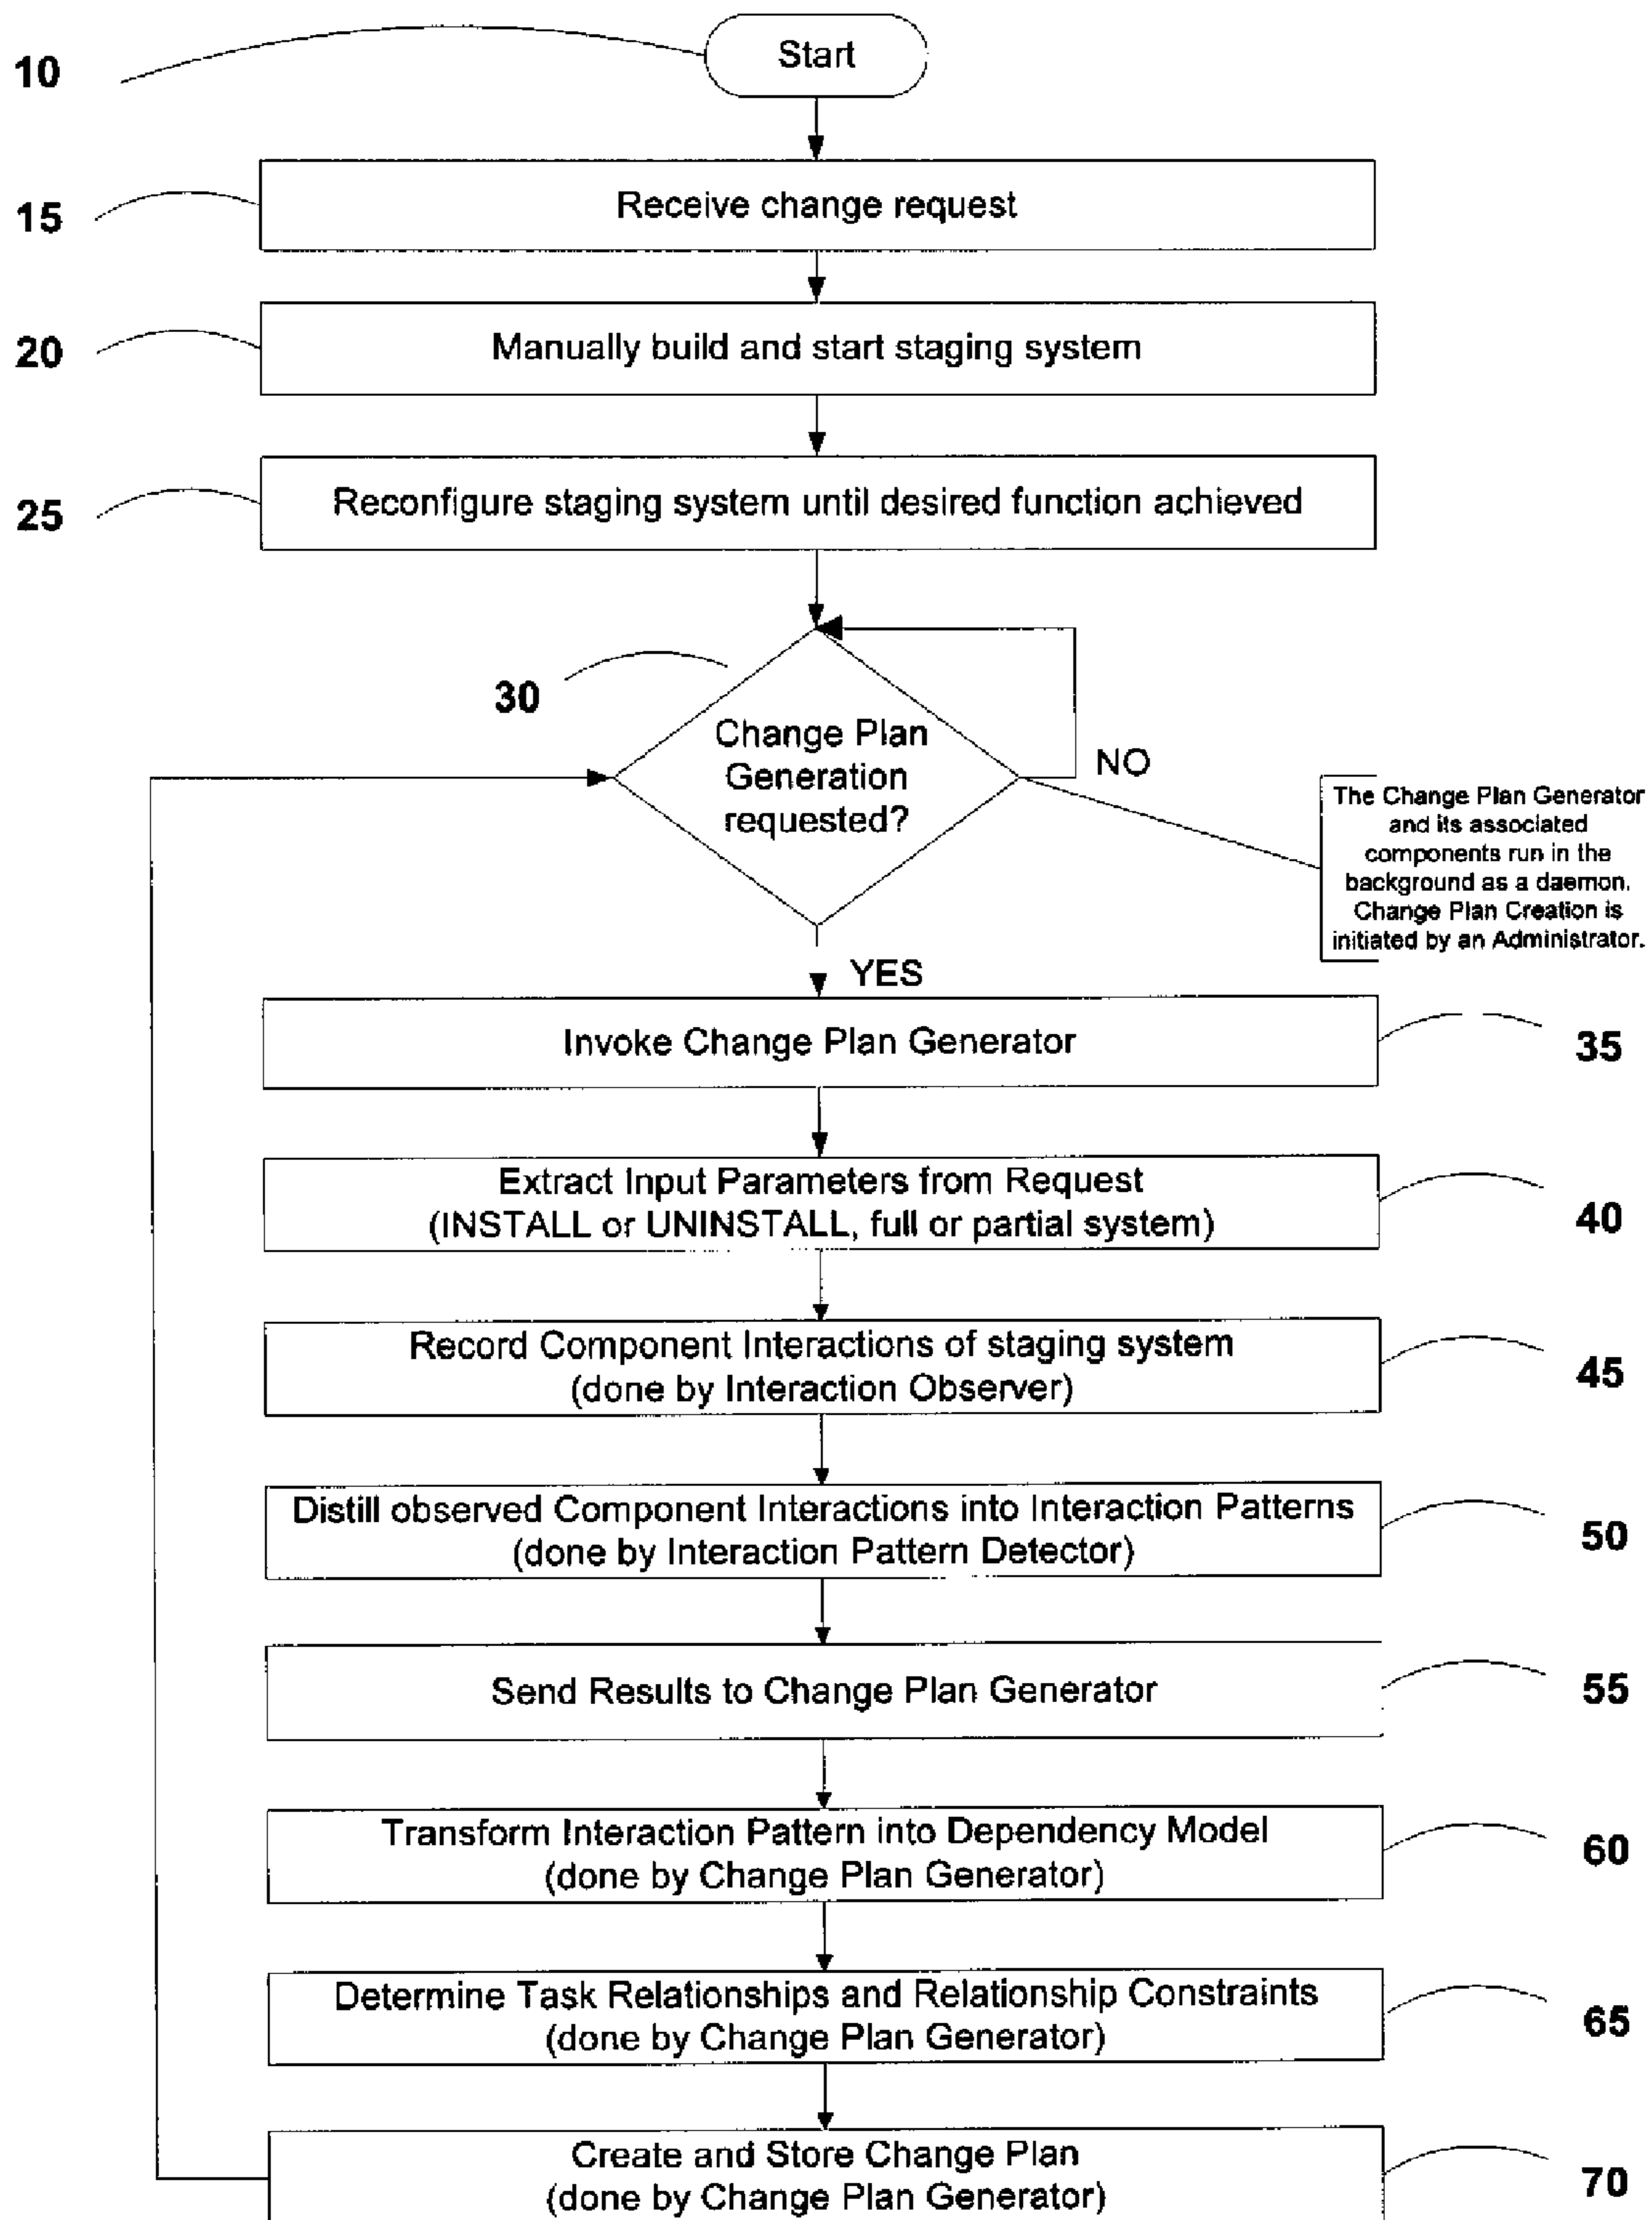 Start
10
Receive change request
15
Manually build and start staging system
20
Reconfigure staging system until desired function achieved
25
30
Change Plan
Generation
requested?
NO
The Change Plan Generator
and its associated
components run in the
background as a daemon.
Change Plan Creation is
initiated by an Administrator.
YES
Invoke Change Plan Generator
35
Extract Input Parameters from Request
(INSTALL or UNINSTALL, full or partial system)
40
Record Component Interactions of staging system
(done by Interaction Observer)
45
Distill observed Component Interactions into Interaction Patterns
(done by Interaction Pattern Detector)
50
Send Results to Change Plan Generator
55
Transform Interaction Pattern into Dependency Model
(done by Change Plan Generator)
60
Determine Task Relationships and Relationship Constraints
(done by Change Plan Generator)
65
Create and Store Change Plan
(done by Change Plan Generator)
70